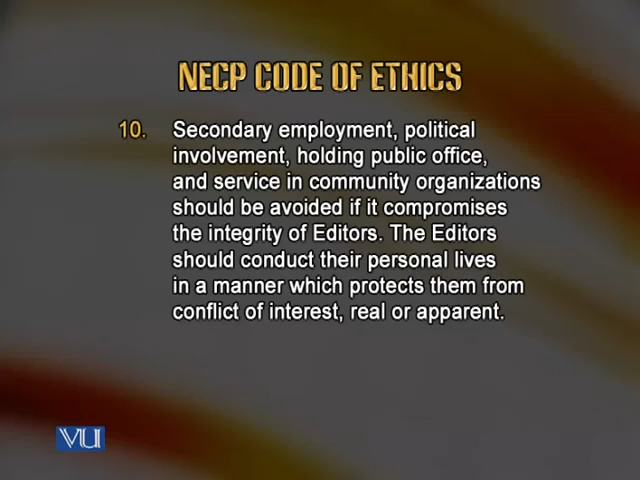 NECP CODE OF ETHICS
10. Secondary employment, political
involvement, holding public office,
and service in community organizations
should be avoided if it compromises
the integrity of Editors. The Editors
should conduct their personal lives
in a manner which protects them from
conflict of interest, real or apparent.
VU